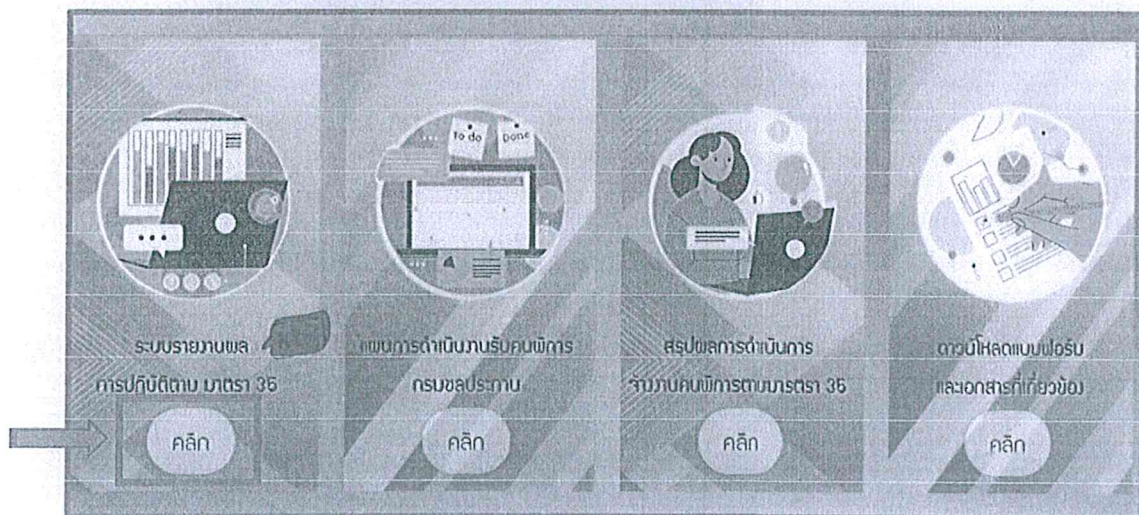 ระบบรายงานผล
การปฏิบัติตาม มาตรา 35
คลิก
To do
Done
แผนการดำเนินงานรับคนพิการ
กรมชลประทาน
คลิก
สรุปผลการดำเนินการ
จ้างงานคนพิการตามมารตรา 35
คลิก
ดาวน์โหลดแบบฟอร์ม
และเอกสารที่เกี่ยวข้อง
คลิก